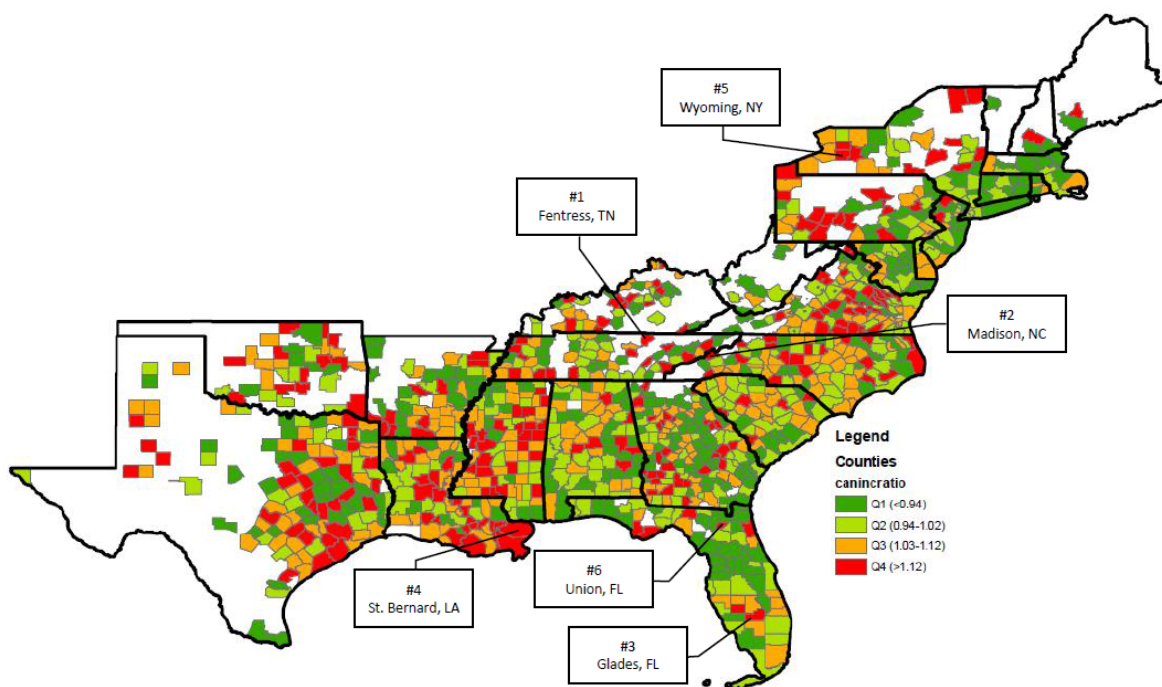 #5
Wyoming, NY
#1
Fentress, TN
#2
Madison, NC
Legend
Counties
canincratio
Q1 (<0.94)
Q2 (0.94-1.02)
Q3 (1.03-1.12)
Q4 (>1.12)
#4
St. Bernard, LA
#6
Union, FL
#3
Glades, FL